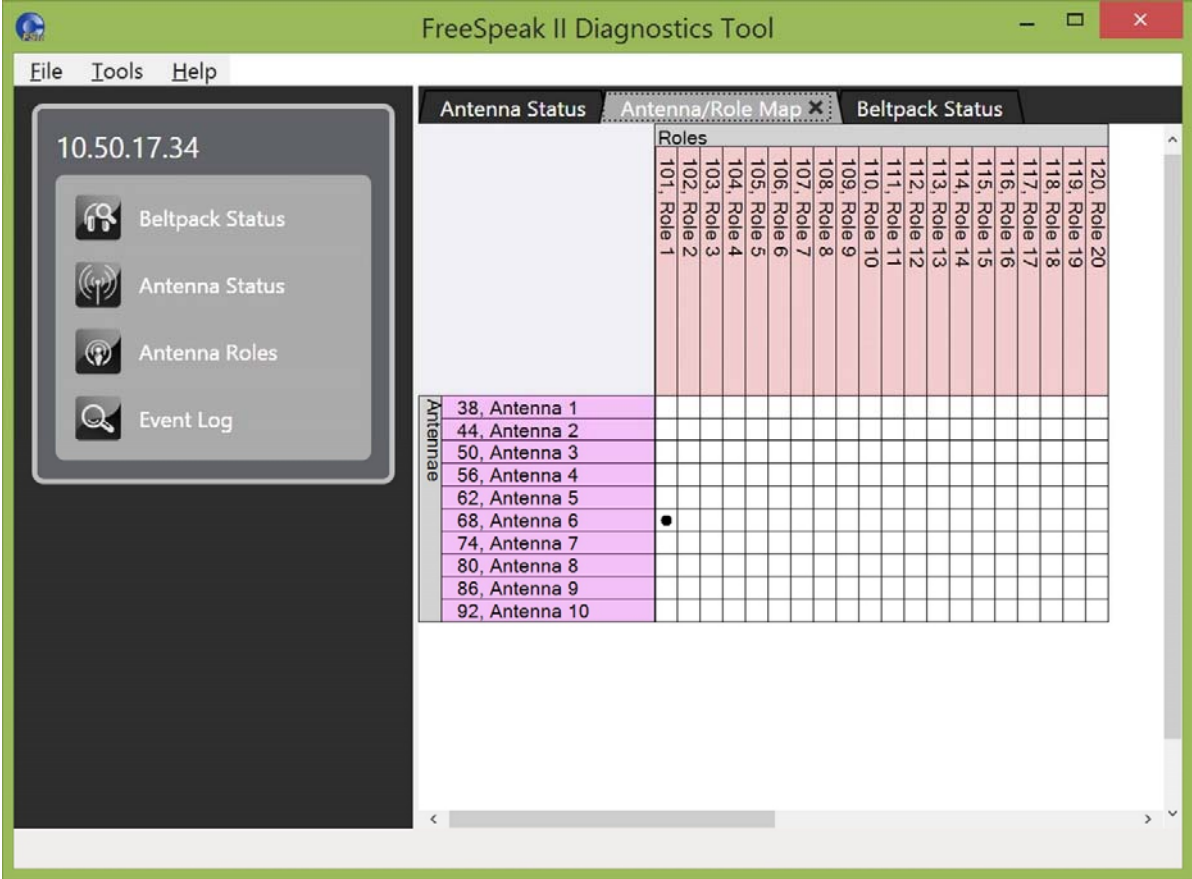 FreeSpeak II Diagnostics Tool
File Tools Help
10.50.17.34
Beltpack Status
Antenna Status
Antenna Roles
Event Log
Antenna Status Antenna/Role Map Beltpack Status
Roles
101, Role 1
102, Role 2
103, Role 3
104, Role 4
105, Role 5
106, Role 6
107, Role 7
108, Role 8
109, Role 9
110, Role 10
111, Role 11
112, Role 12
113, Role 13
114, Role 14
115, Role 15
116, Role 16
117, Role 17
118, Role 18
119, Role 19
120, Role 20
Antennae
38, Antenna 1
44, Antenna 2
50, Antenna 3
56, Antenna 4
62, Antenna 5
68, Antenna 6
74, Antenna 7
80, Antenna 8
86, Antenna 9
92, Antenna 10